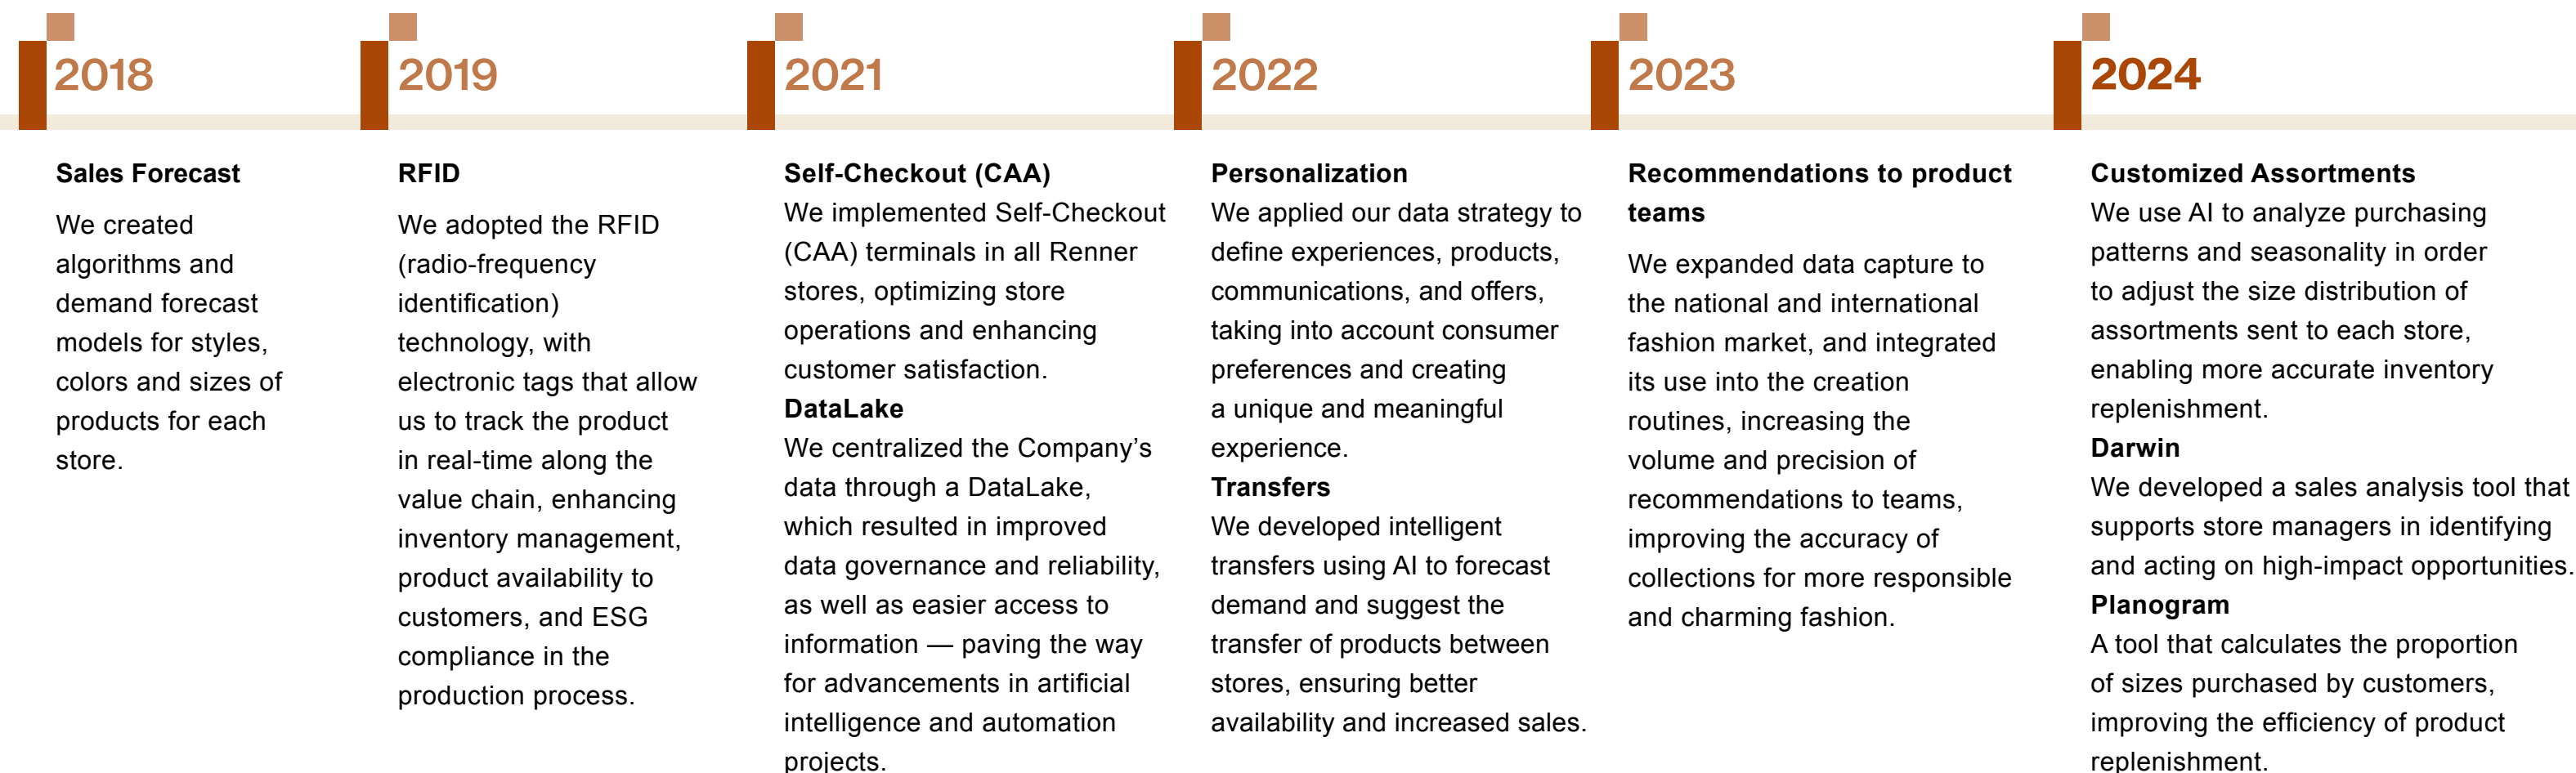 2018
Sales Forecast
We created
algorithms and
demand forecast
models for styles,
colors and sizes of
products for each
store.
2019
RFID
We adopted the RFID
(radio-frequency
identification)
technology, with
electronic tags that allow
us to track the product
in real-time along the
value chain, enhancing
inventory management,
product availability to
customers, and ESG
compliance in the
production process.
2021
Self-Checkout (CAA)
We implemented Self-Checkout
(CAA) terminals in all Renner
stores, optimizing store
operations and enhancing
customer satisfaction.
DataLake
We centralized the Company’s
data through a DataLake,
which resulted in improved
data governance and reliability,
as well as easier access to
information — paving the way
for advancements in artificial
intelligence and automation
projects.
2022
Personalization
We applied our data strategy to
define experiences, products,
communications, and offers,
taking into account consumer
preferences and creating
a unique and meaningful
experience.
Transfers
We developed intelligent
transfers using AI to forecast
demand and suggest the
transfer of products between
stores, ensuring better
availability and increased sales.
2023
Recommendations to product
teams
We expanded data capture to
the national and international
fashion market, and integrated
its use into the creation
routines, increasing the
volume and precision of
recommendations to teams,
improving the accuracy of
collections for more responsible
and charming fashion.
2024
Customized Assortments
We use AI to analyze purchasing
patterns and seasonality in order
to adjust the size distribution of
assortments sent to each store,
enabling more accurate inventory
replenishment.
Darwin
We developed a sales analysis tool that
supports store managers in identifying
and acting on high-impact opportunities.
Planogram
A tool that calculates the proportion
of sizes purchased by customers,
improving the efficiency of product
replenishment.